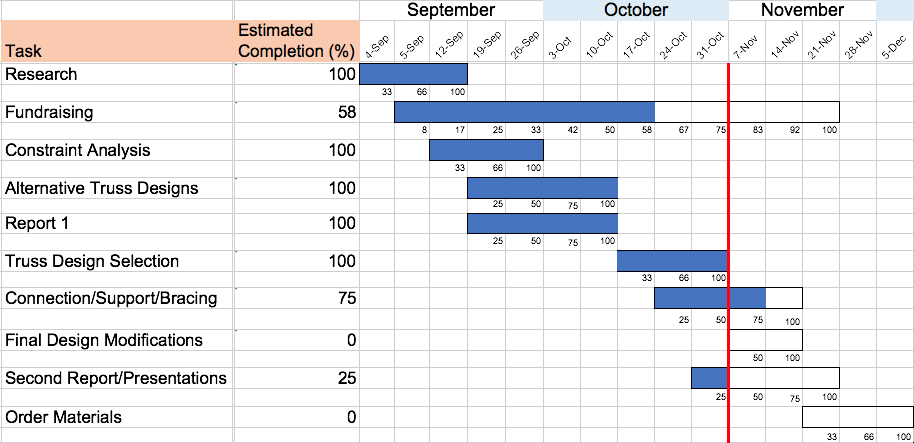 September October November
Estimated
Task Completion (%) 4-Sep 5-Sep 12-Sep 19-Sep 26-Sep 3-Oct 10-Oct 17-Oct 24-Oct 31-Oct 7-Nov 14-Nov 21-Nov 28-Nov 5-Dec
Research 100
33 66 100
Fundraising 58
8 17 25 33 42 50 58 67 75 83 92 100
Constraint Analysis 100
33 66 100
Alternative Truss Designs 100
25 50 75 100
Report 1 100
25 50 75 100
Truss Design Selection 100
33 66 100
Connection/Support/Bracing 75
25 50 75 100
Final Design Modifications 0
50 100
Second Report/Presentations 25
25 50 75 100
Order Materials 0
33 66 100